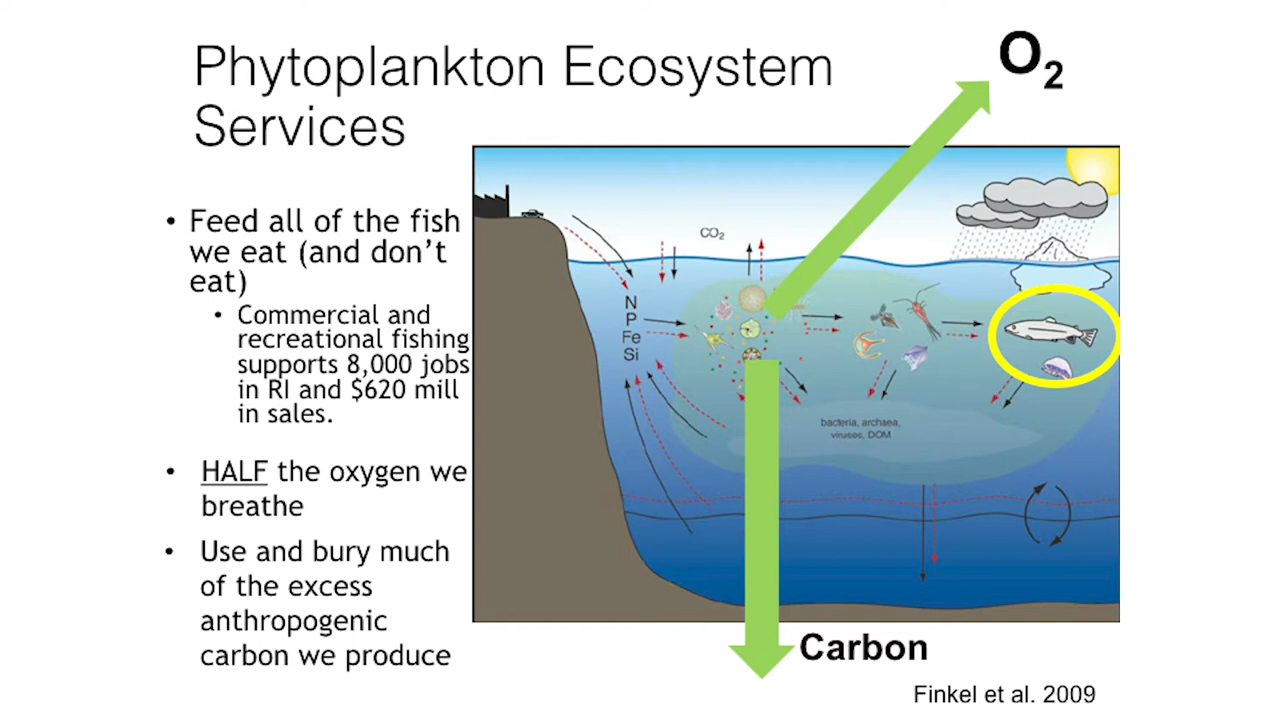 Phytoplankton Ecosystem
Services
O2
• Feed all of the fish
we eat (and don't
eat)
• Commercial and
recreational fishing
supports 8,000 jobs
in RI and $620 mill
in sales.
• HALF the oxygen we
breathe
• Use and bury much
of the excess
anthropogenic
carbon we produce
CO2
N
P
Fe
Si
bacteria, archaea,
viruses, DOM
Carbon
Finkel et al. 2009